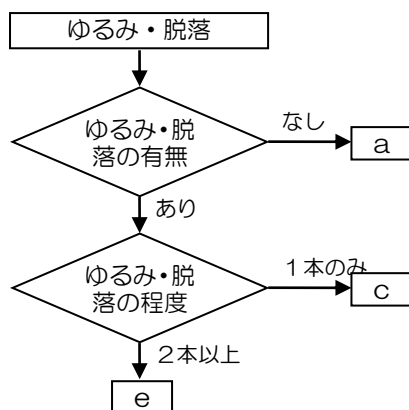 ゆるみ・脱落
ゆるみ・脱
落の有無
なし
a
あり
ゆるみ・脱
落の程度
１本のみ
c
２本以上
e